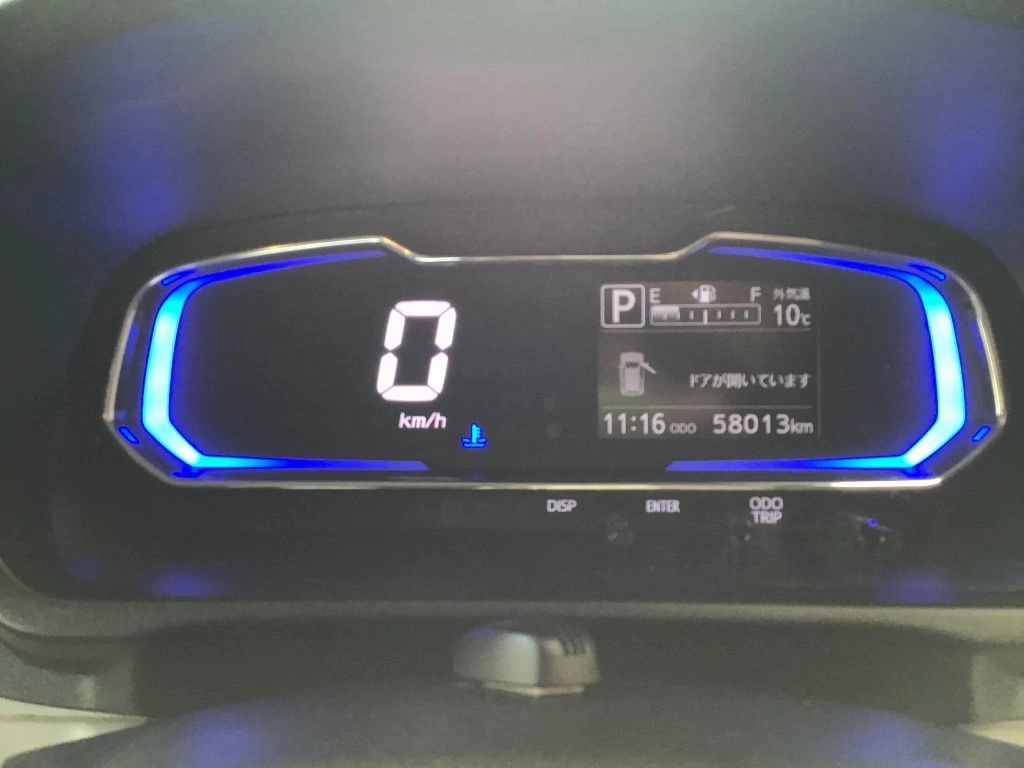 0
km/h
P E F 外気温
10℃
ドアが開いています
11:16 ODO 58013km
DISP ENTER ODO TRIP